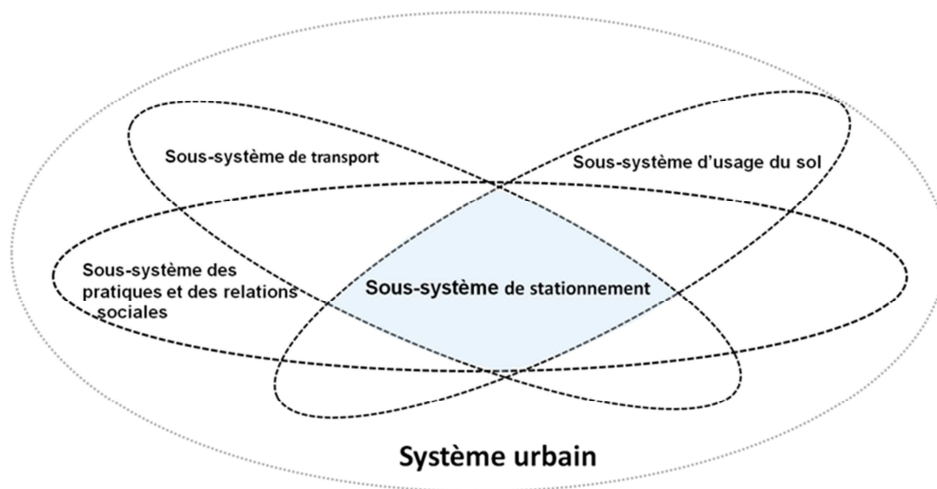 Sous-système de transport
Sous-système d'usage du sol
Sous-système des
pratiques et des relations
sociales
Sous-système de stationnement
Système urbain